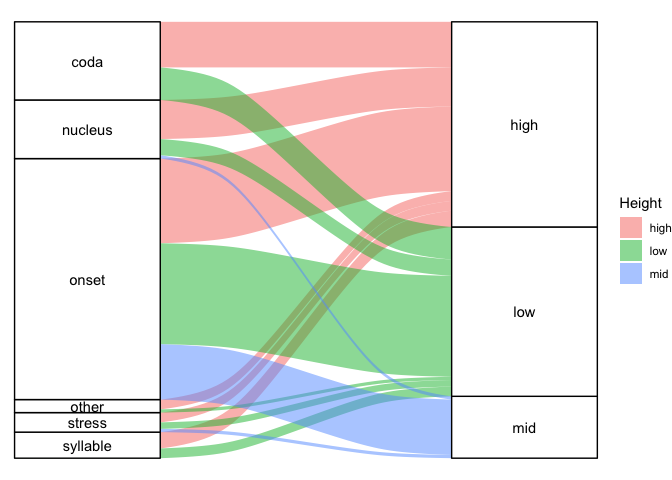 coda
nucleus
onset
other
stress
syllable
high
low
mid
Height
high
low
mid